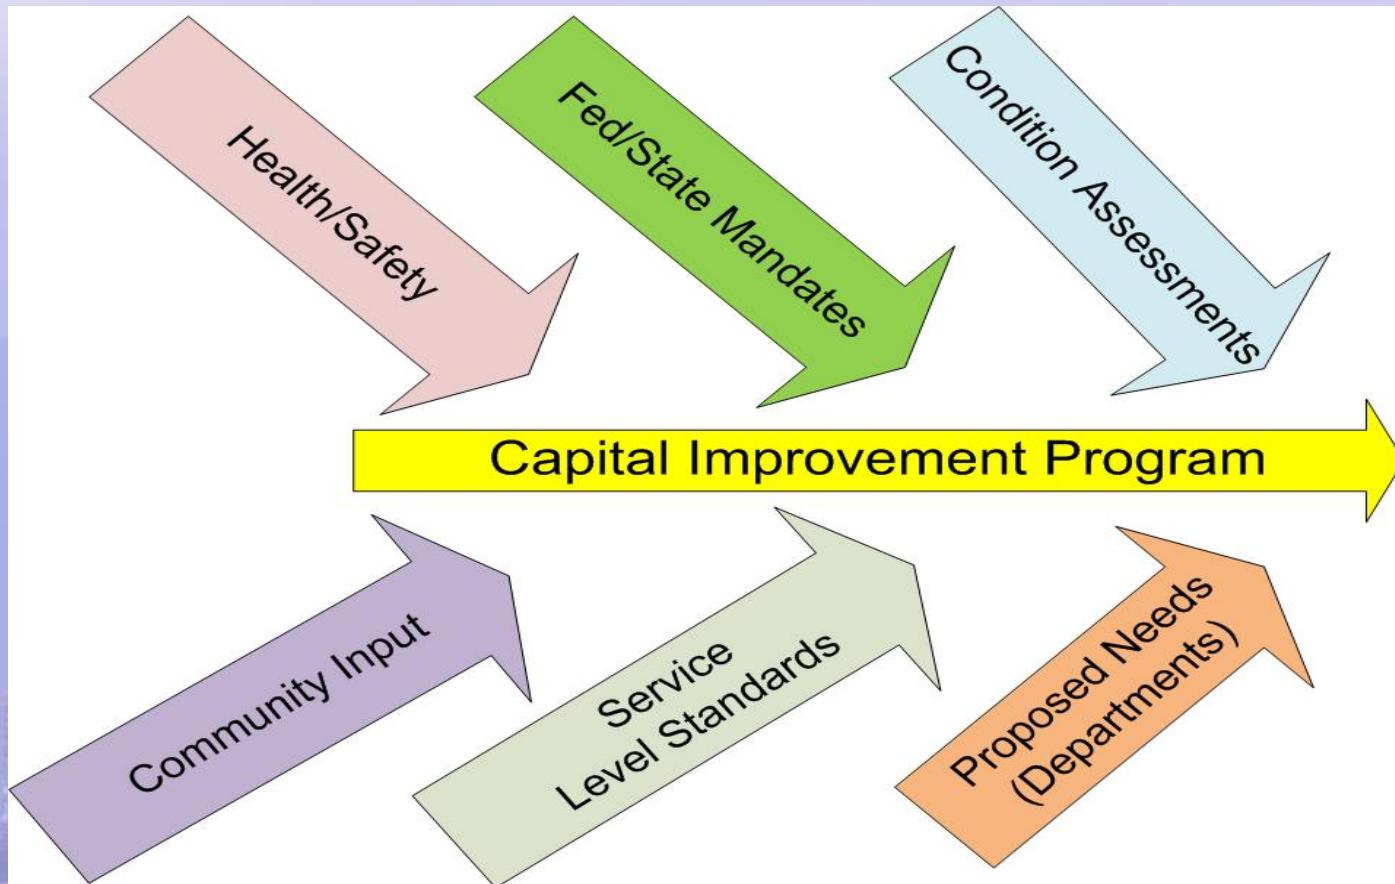 Health/Safety
Fed/State Mandates
Condition Assessments
Capital Improvement Program
Community Input
Service
Level Standards
Proposed Needs
(Departments)